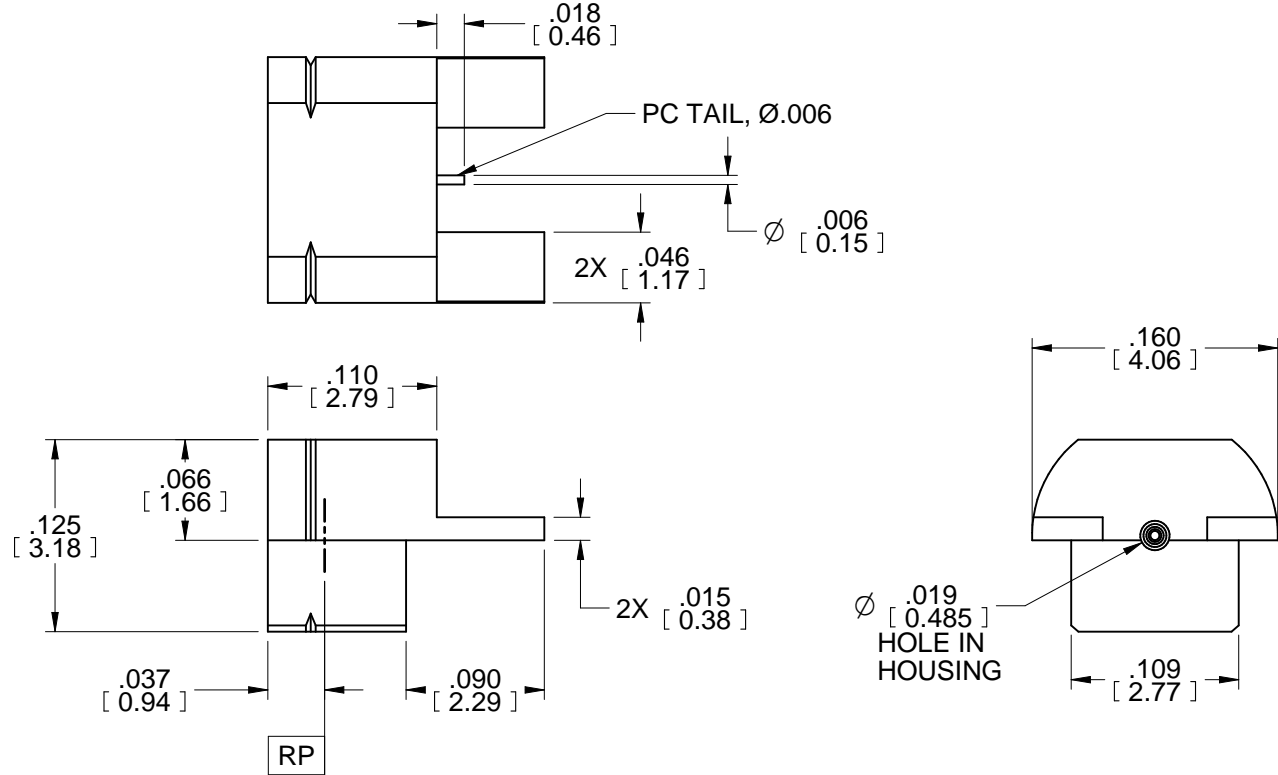 .018
[ 0.46 ]
PC TAIL, Ø.006
Ø .006
[ 0.15 ]
2X .046
[ 1.17 ]
.110
[ 2.79 ]
.160
[ 4.06 ]
.066
[ 1.66 ]
.125
[ 3.18 ]
2X .015
[ 0.38 ]
Ø .019
[ 0.485 ]
HOLE IN
HOUSING
.037
[ 0.94 ]
.090
[ 2.29 ]
.109
[ 2.77 ]
RP